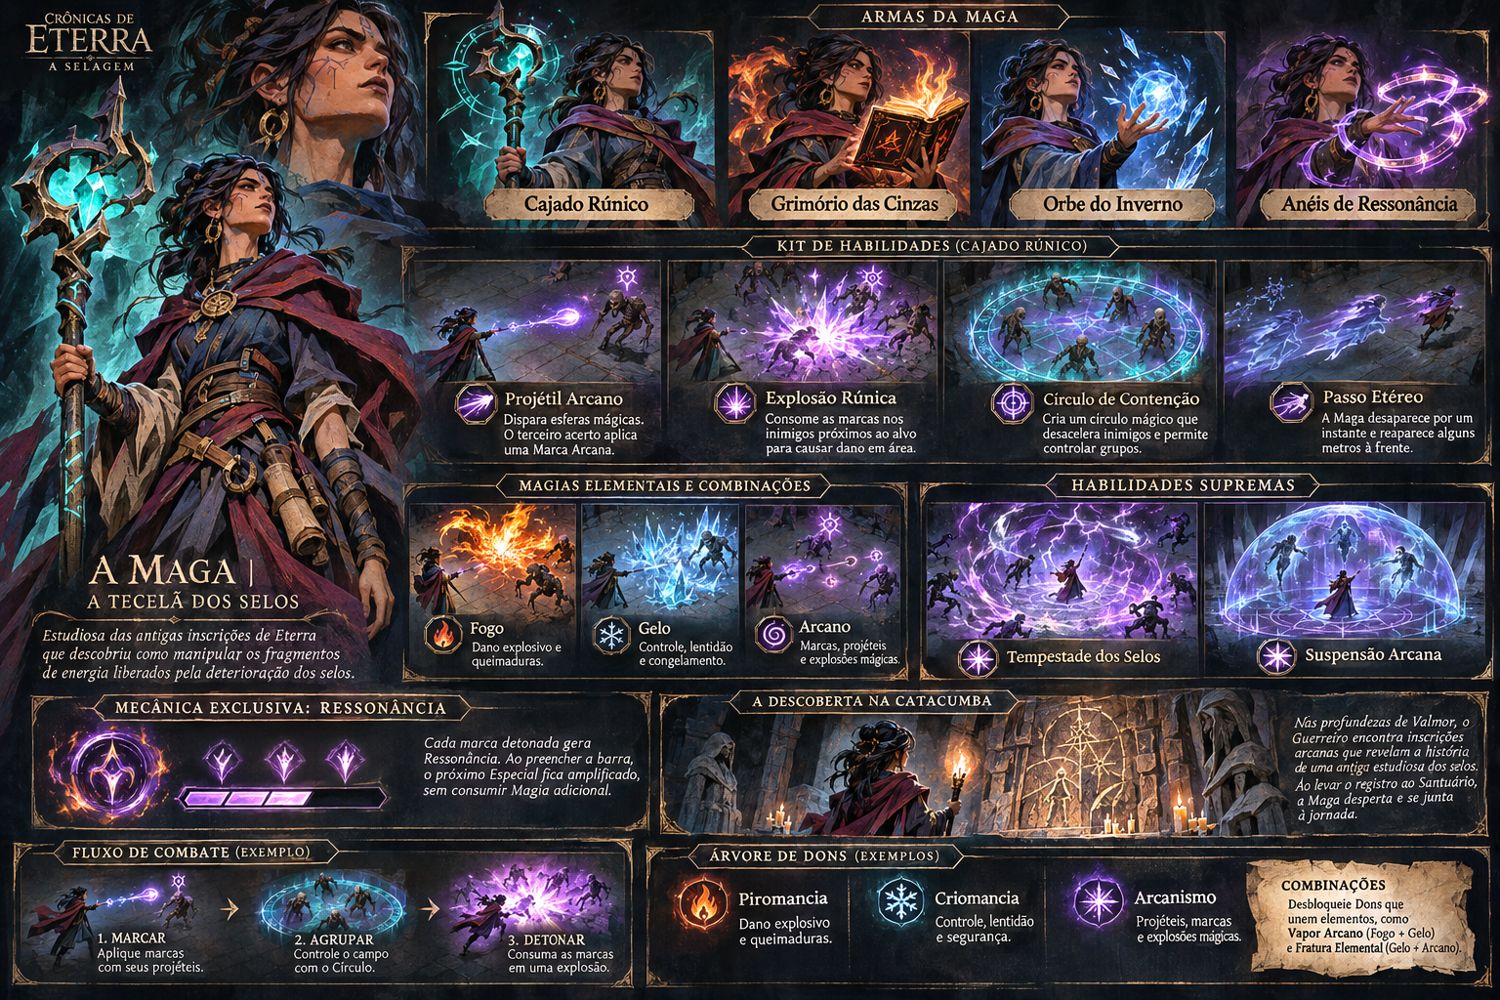 CRÔNICAS DE
ETERRA
A SELAGEM
A MAGA
A TECELÃ DOS SELOS
Estudiosa das antigas inscrições de Eterra
que descobriu como manipular os fragmentos
de energia liberados pela deterioração dos selos.
ARMAS DA MAGA
Cajado Rúnico
Grimório das Cinzas
Orbe do Inverno
Anéis de Ressonância
KIT DE HABILIDADES (CAJADO RÚNICO)
Projétil Arcano
Dispara esferas mágicas.
O terceiro acerto aplica
uma Marca Arcana.
Explosão Rúnica
Consome as marcas nos
inimigos próximos ao alvo
para causar dano em área.
Círculo de Contenção
Cria um círculo mágico que
desacelera inimigos e permite
controlar grupos.
Passo Etéreo
A Maga desaparece por um
instante e reaparece alguns
metros à frente.
MAGIAS ELEMENTAIS E COMBINAÇÕES
Fogo
Dano explosivo e
queimaduras.
Gelo
Controle, lentidão
e congelamento.
Arcano
Marcas, projéteis
e explosões mágicas.
HABILIDADES SUPREMAS
Tempestade dos Selos
Suspensão Arcana
MECÂNICA EXCLUSIVA: RESSONÂNCIA
Cada marca detonada gera
Ressonância. Ao preencher a barra,
o próximo Especial fica amplificado,
sem consumir Magia adicional.
A DESCOBERTA NA CATACUMBA
Nas profundezas de Valmor, o
Guerreiro encontra inscrições
arcanas que revelam a história
de uma antiga estudiosa dos selos.
Ao levar o registro ao Santuário,
a Maga desperta e se junta
à jornada.
FLUXO DE COMBATE (EXEMPLO)
1. MARCAR
Aplique marcas
com seus projéteis.
2. AGRUPAR
Controle o campo
com o Círculo.
3. DETONAR
Consuma as marcas
em uma explosão.
ÁRVORE DE DONS (EXEMPLOS)
Piromancia
Dano explosivo
e queimaduras.
Criomancia
Controle, lentidão
e segurança.
Arcanismo
Projéteis, marcas
e explosões mágicas.
COMBINAÇÕES
Desbloqueie Dons que
unem elementos, como
Vapor Arcano (Fogo + Gelo)
e Fratura Elemental (Gelo + Arcano).